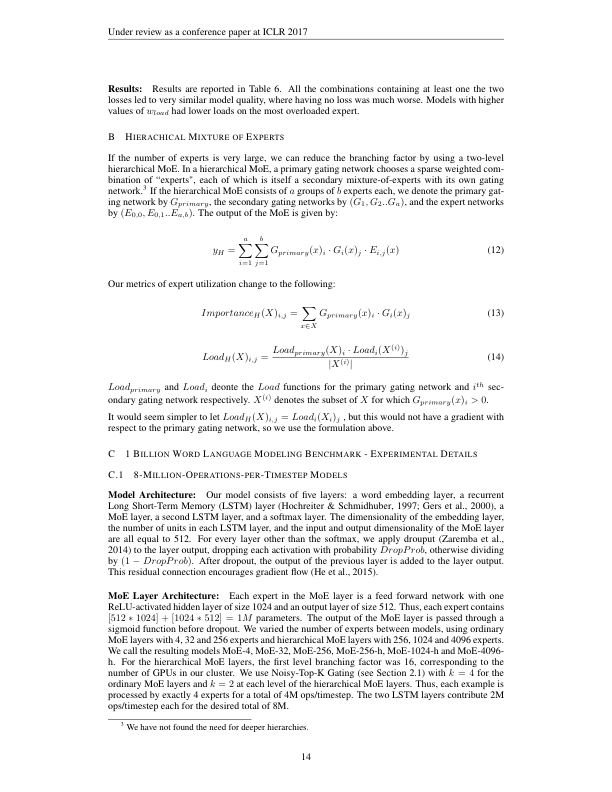 Under review as a conference paper at ICLR 2017
Results: Results are reported in Table 6. All the combinations containing at least one the two
losses led to very similar model quality, where having no loss was much worse. Models with higher
values of w_load had lower loads on the most overloaded expert.
B HIERACHICAL MIXTURE OF EXPERTS
If the number of experts is very large, we can reduce the branching factor by using a two-level
hierarchical MoE. In a hierarchical MoE, a primary gating network chooses a sparse weighted com-
bination of “experts", each of which is itself a secondary mixture-of-experts with its own gating
network.³ If the hierarchical MoE consists of a groups of b experts each, we denote the primary gat-
ing network by G_primary, the secondary gating networks by (G_1, G_2..G_a), and the expert networks
by (E_{0,0}, E_{0,1}..E_{a,b}). The output of the MoE is given by:
y_H = \sum_{i=1}^{a} \sum_{j=1}^{b} G_{primary}(x)_i · G_i(x)_j · E_{i,j}(x) (12)
Our metrics of expert utilization change to the following:
Importance_H(X)_{i,j} = \sum_{x∈X} G_{primary}(x)_i · G_i(x)_j (13)
Load_H(X)_{i,j} = \frac{Load_{primary}(X)_i · Load_i(X^{(i)})_j}{|X^{(i)}|} (14)
Load_primary and Load_i deonte the Load functions for the primary gating network and i^{th} sec-
ondary gating network respectively. X^{(i)} denotes the subset of X for which G_{primary}(x)_i > 0.
It would seem simpler to let Load_H(X)_{i,j} = Load_i(X_i)_j , but this would not have a gradient with
respect to the primary gating network, so we use the formulation above.
C 1 BILLION WORD LANGUAGE MODELING BENCHMARK - EXPERIMENTAL DETAILS
C.1 8-MILLION-OPERATIONS-PER-TIMESTEP MODELS
Model Architecture: Our model consists of five layers: a word embedding layer, a recurrent
Long Short-Term Memory (LSTM) layer (Hochreiter & Schmidhuber, 1997; Gers et al., 2000), a
MoE layer, a second LSTM layer, and a softmax layer. The dimensionality of the embedding layer,
the number of units in each LSTM layer, and the input and output dimensionality of the MoE layer
are all equal to 512. For every layer other than the softmax, we apply drouput (Zaremba et al.,
2014) to the layer output, dropping each activation with probability DropProb, otherwise dividing
by (1 − DropProb). After dropout, the output of the previous layer is added to the layer output.
This residual connection encourages gradient flow (He et al., 2015).
MoE Layer Architecture: Each expert in the MoE layer is a feed forward network with one
ReLU-activated hidden layer of size 1024 and an output layer of size 512. Thus, each expert contains
[512 ∗ 1024] + [1024 ∗ 512] = 1M parameters. The output of the MoE layer is passed through a
sigmoid function before dropout. We varied the number of experts between models, using ordinary
MoE layers with 4, 32 and 256 experts and hierarchical MoE layers with 256, 1024 and 4096 experts.
We call the resulting models MoE-4, MoE-32, MoE-256, MoE-256-h, MoE-1024-h and MoE-4096-
h. For the hierarchical MoE layers, the first level branching factor was 16, corresponding to the
number of GPUs in our cluster. We use Noisy-Top-K Gating (see Section 2.1) with k = 4 for the
ordinary MoE layers and k = 2 at each level of the hierarchical MoE layers. Thus, each example is
processed by exactly 4 experts for a total of 4M ops/timestep. The two LSTM layers contribute 2M
ops/timestep each for the desired total of 8M.
³ We have not found the need for deeper hierarchies.
14